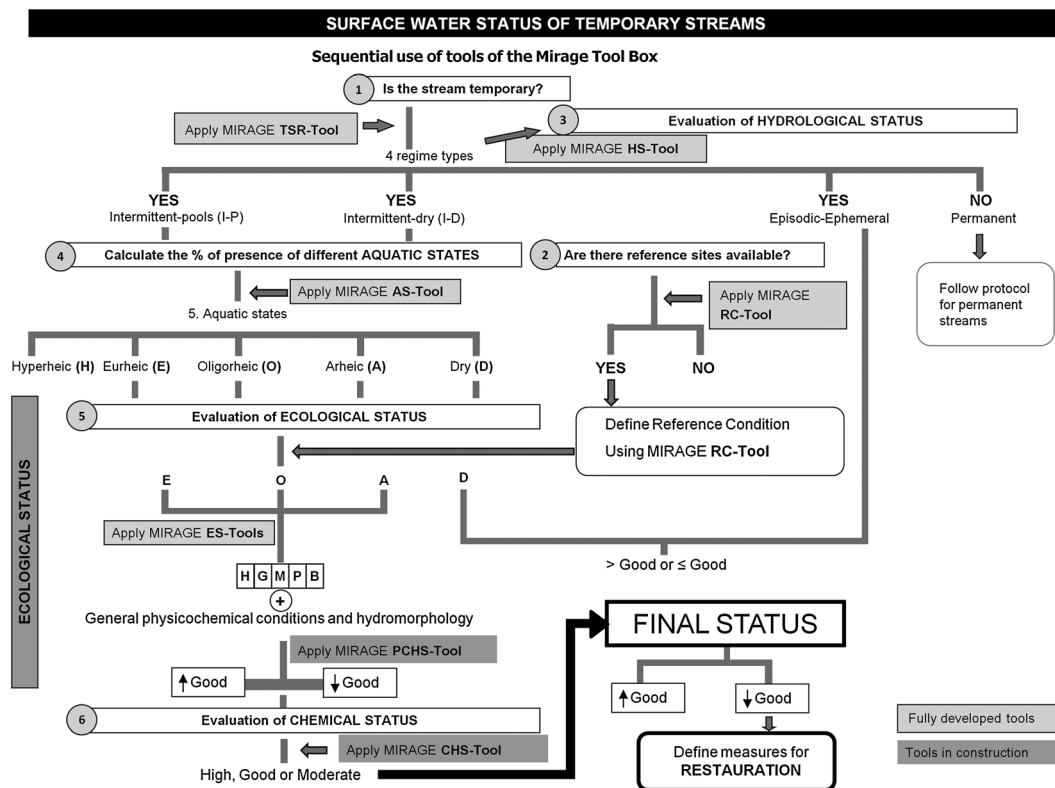 SURFACE WATER STATUS OF TEMPORARY STREAMS
Sequential use of tools of the Mirage Tool Box
1 Is the stream temporary?
Apply MIRAGE TSR-Tool
3 Evaluation of HYDROLOGICAL STATUS
Apply MIRAGE HS-Tool
4 regime types
YES
Intermittent-pools (I-P)
YES
Intermittent-dry (I-D)
YES
Episodic-Ephemeral
NO
Permanent
4 Calculate the % of presence of different AQUATIC STATES
2 Are there reference sites available?
Follow protocol
for permanent
streams
Apply MIRAGE AS-Tool
5. Aquatic states
Apply MIRAGE
RC-Tool
Hyperheic (H) Eurheic (E) Oligorheic (O) Arheic (A) Dry (D)
YES NO
5 Evaluation of ECOLOGICAL STATUS
Define Reference Condition
Using MIRAGE RC-Tool
ECOLOGICAL STATUS
E O A D
Apply MIRAGE ES-Tools
> Good or ≤ Good
H G M P B
+
General physicochemical conditions and hydromorphology
Apply MIRAGE PCHS-Tool
↑ Good ↓ Good
6 Evaluation of CHEMICAL STATUS
Apply MIRAGE CHS-Tool
High, Good or Moderate
FINAL STATUS
↑ Good ↓ Good
Define measures for
RESTAURATION
Fully developed tools
Tools in construction